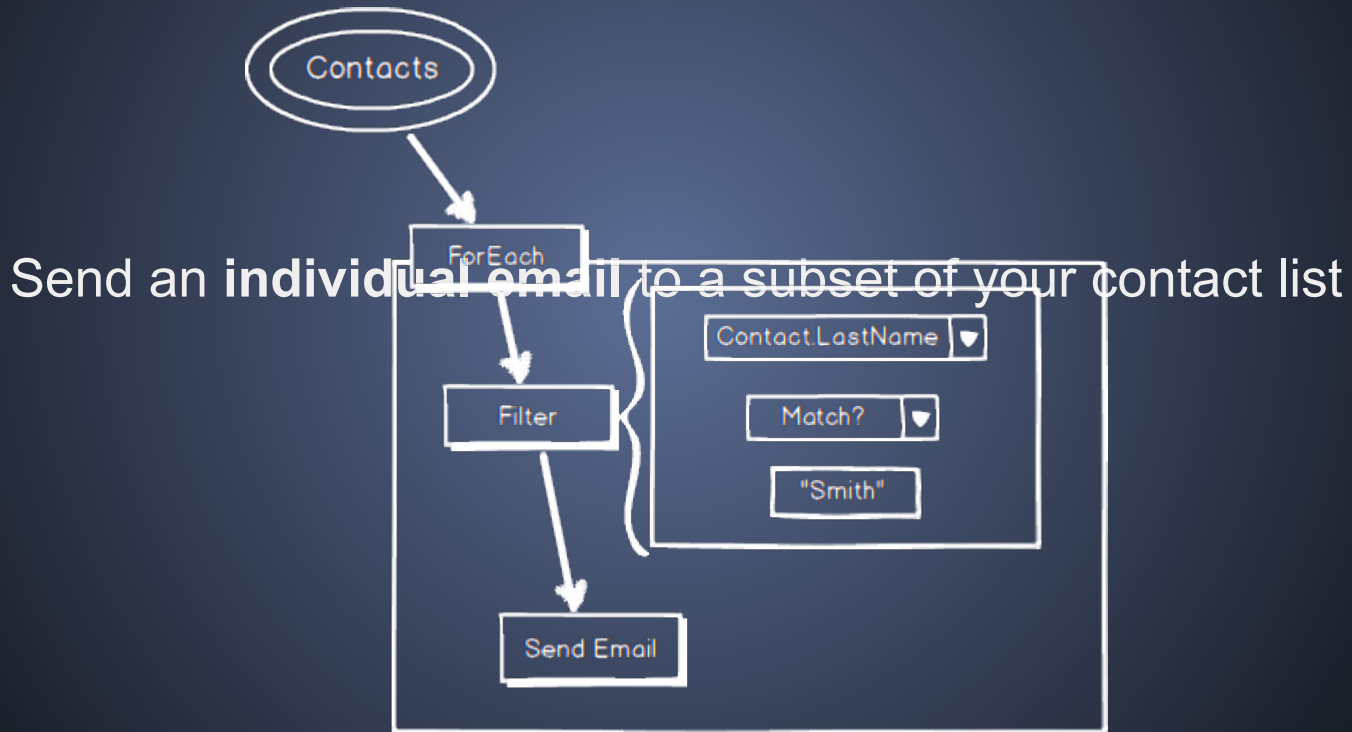 Contacts
ForEach
Send an individual email to a subset of your contact list
Contact.LastName
Match?
Filter
"Smith"
Send Email